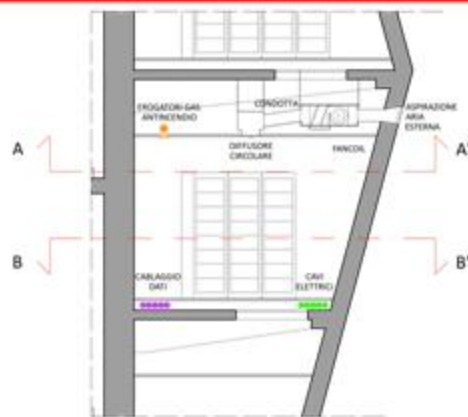 EROGATORI GAS
ANTINCENDIO
CONDOTTA
ASPIRAZIONE
ARIA
ESTERNA
A
DIFFUSORE
CIRCOLARE
FANCOIL
A'
B
B'
CABLAGGIO
DATI
CAVI
ELETTRICI